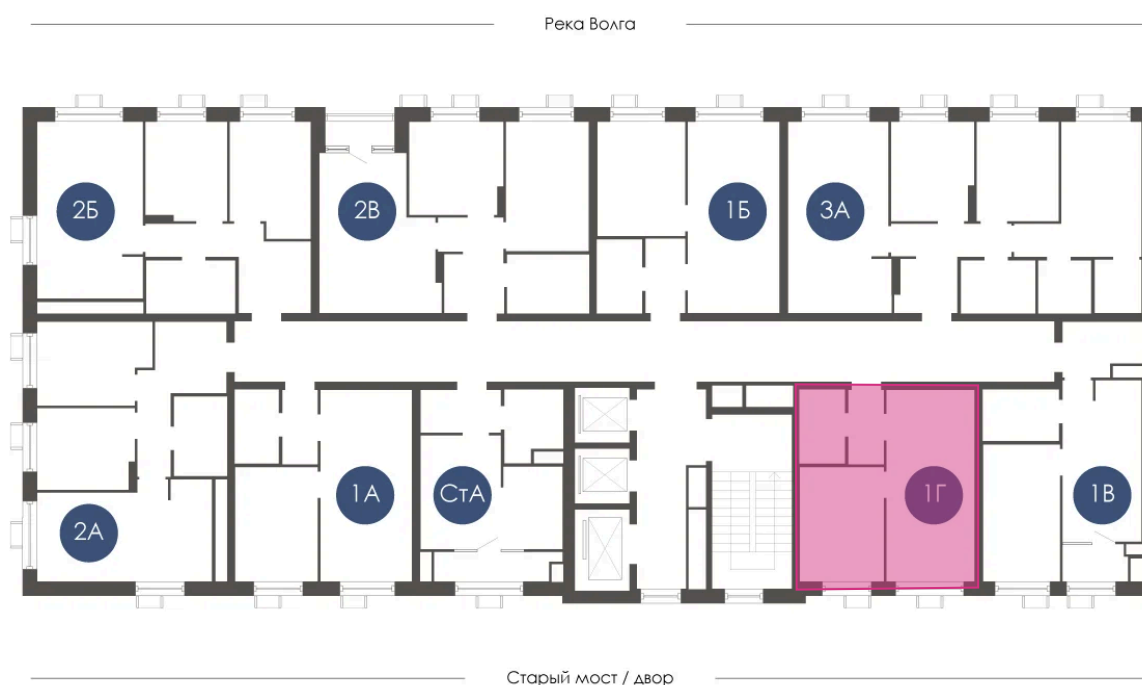 Река Волга
2Б
2В
1Б
3А
2А
1А
СтА
1Г
1В
Старый мост / двор